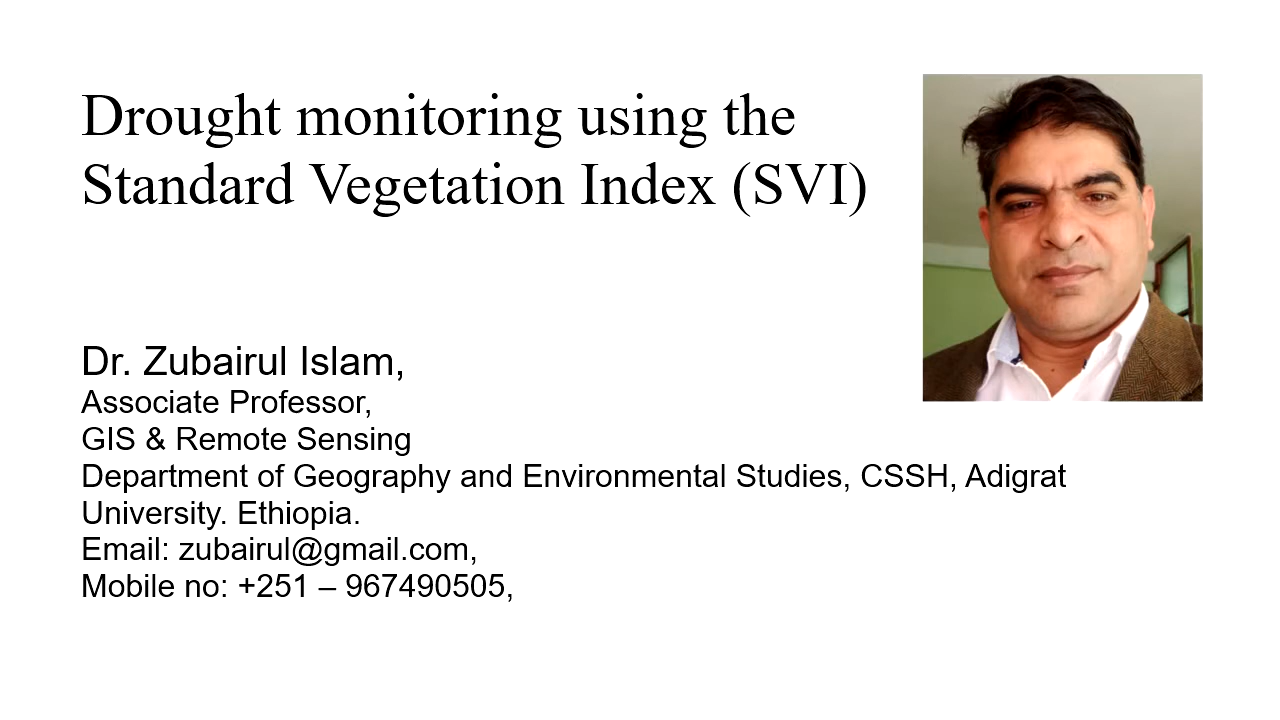 Drought monitoring using the
Standard Vegetation Index (SVI)
Dr. Zubairul Islam,
Associate Professor,
GIS & Remote Sensing
Department of Geography and Environmental Studies, CSSH, Adigrat
University. Ethiopia.
Email: zubairul@gmail.com,
Mobile no: +251 – 967490505,